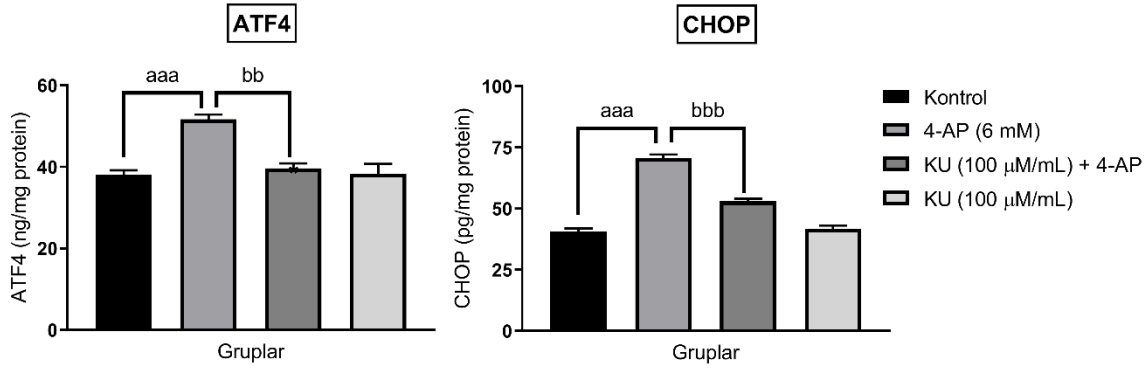 ATF4
aaa
bb
60
40
20
0
ATF4 (ng/mg protein)
Gruplar
CHOP
aaa
bbb
100
75
50
25
0
CHOP (pg/mg protein)
Gruplar
Kontrol
4-AP (6 mM)
KU (100 μM/mL) + 4-AP
KU (100 μM/mL)